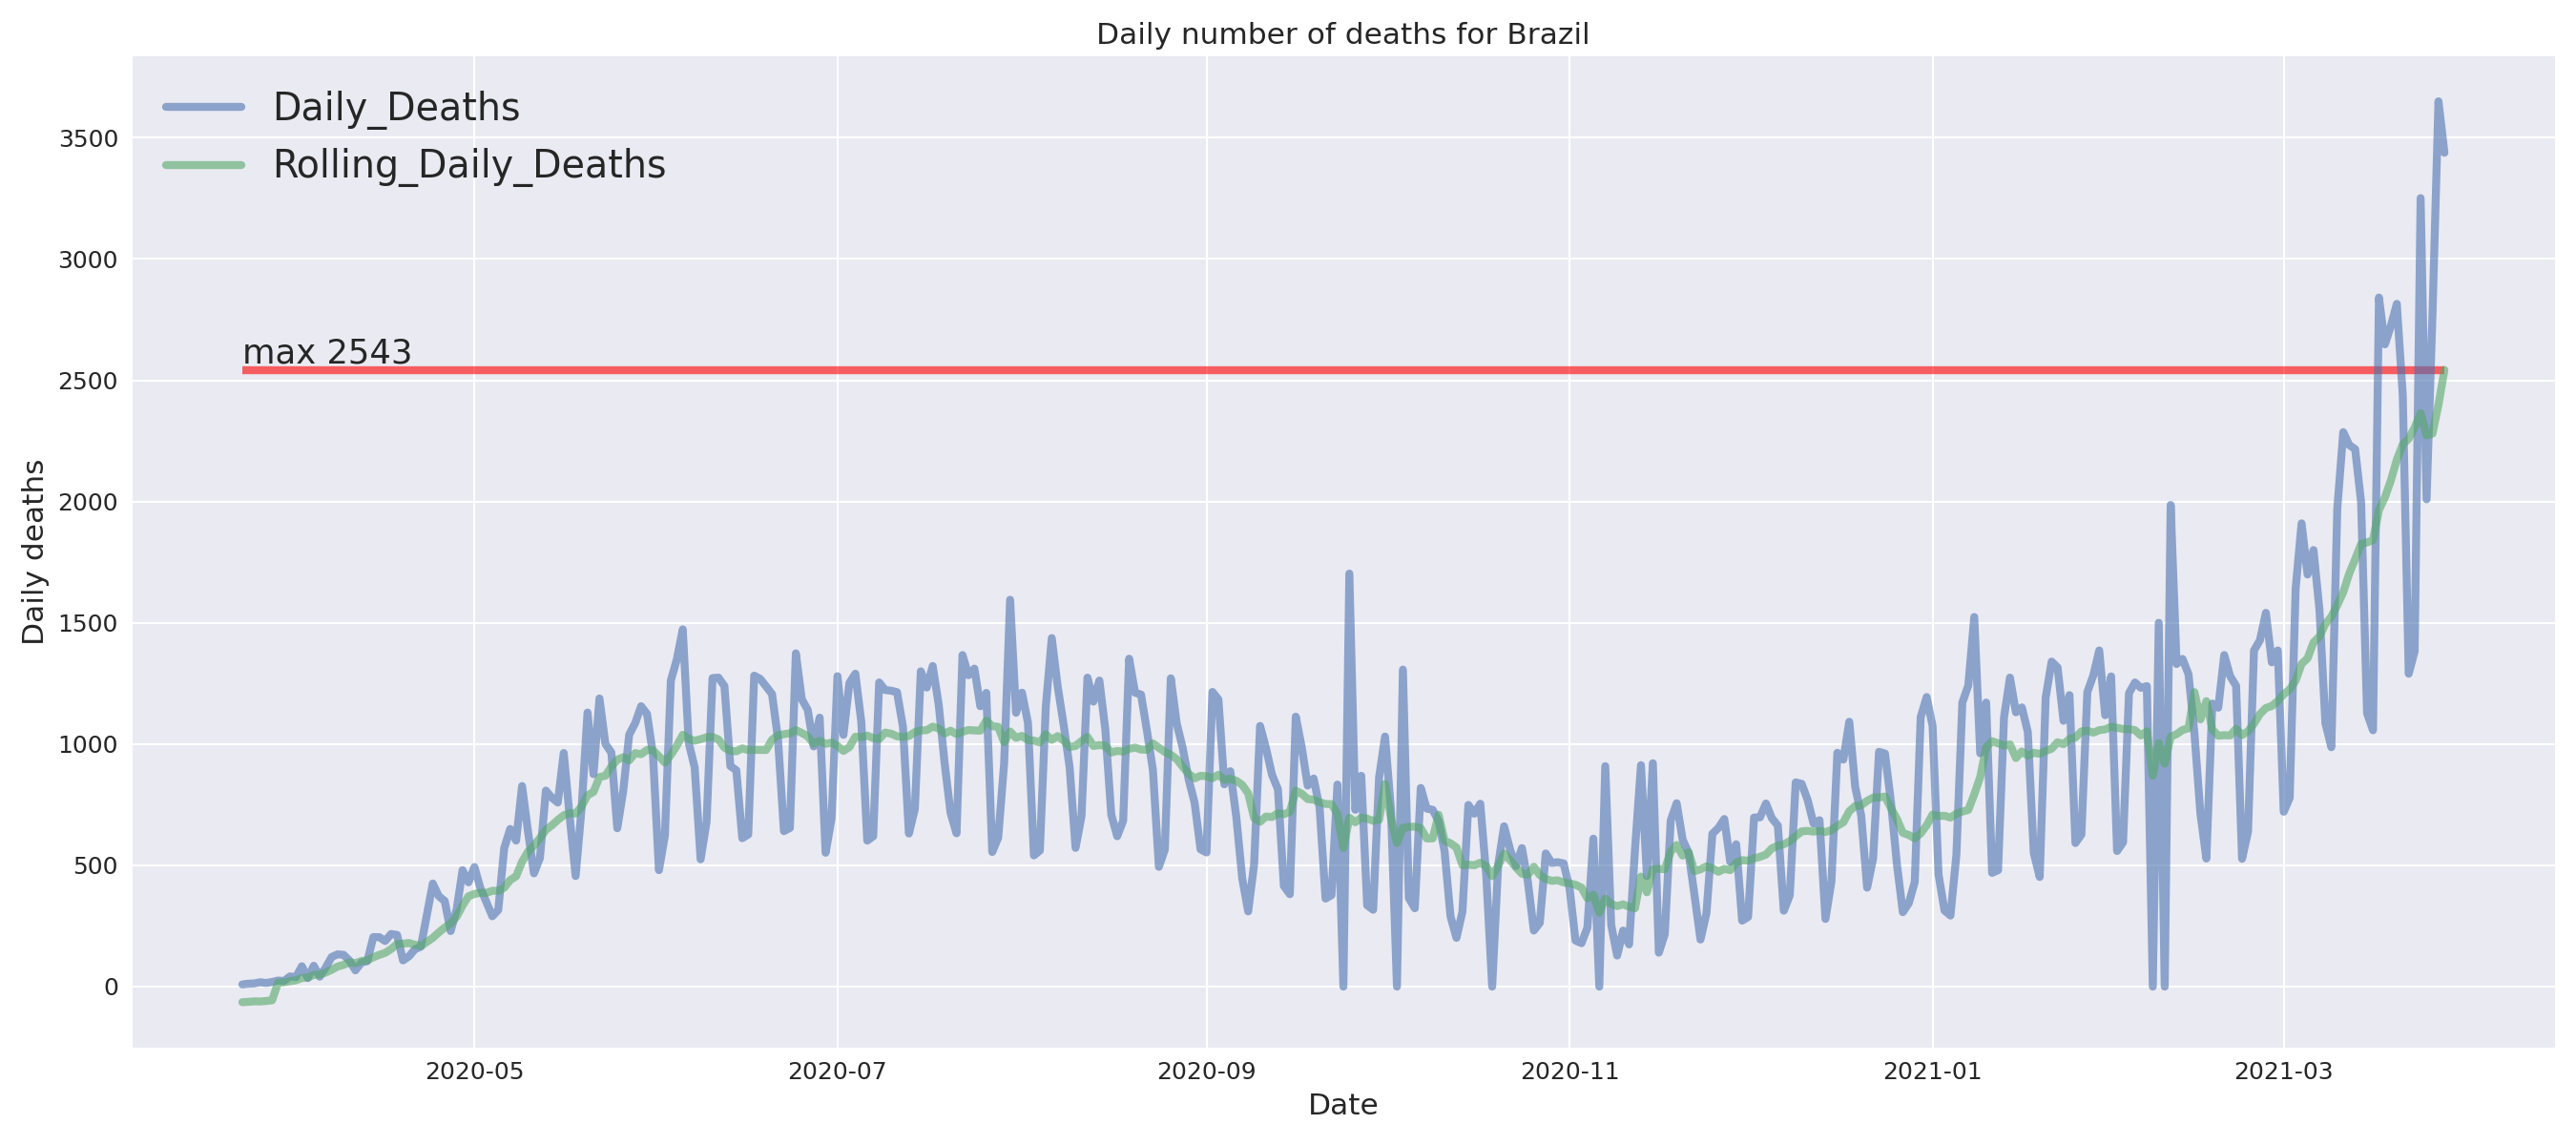 Daily number of deaths for Brazil
Daily_Deaths
Rolling_Daily_Deaths
3500
3000
max 2543
2500
2000
Daily deaths
1500
1000
500
0
2020-05 2020-07 2020-09 2020-11 2021-01 2021-03
Date